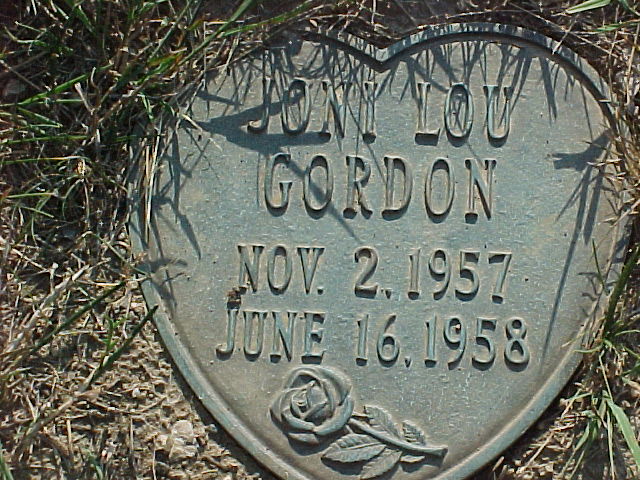 JONI LOU
GORDON
NOV. 2, 1957
JUNE 16, 1958